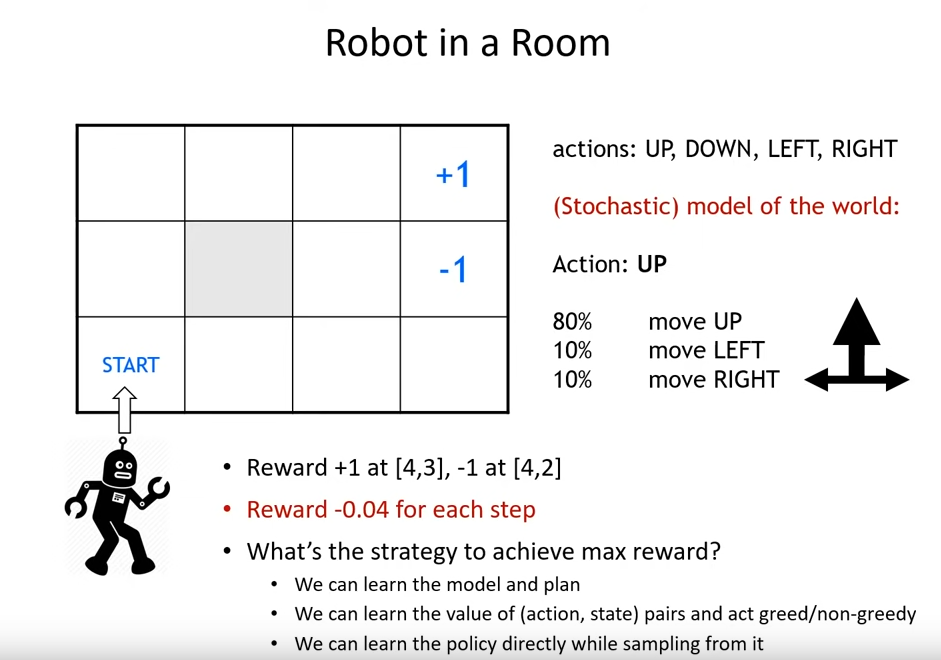 Robot in a Room
+1
-1
START
actions: UP, DOWN, LEFT, RIGHT
(Stochastic) model of the world:
Action: UP
80% move UP
10% move LEFT
10% move RIGHT
• Reward +1 at [4,3], -1 at [4,2]
• Reward -0.04 for each step
• What's the strategy to achieve max reward?
• We can learn the model and plan
• We can learn the value of (action, state) pairs and act greed/non-greedy
• We can learn the policy directly while sampling from it